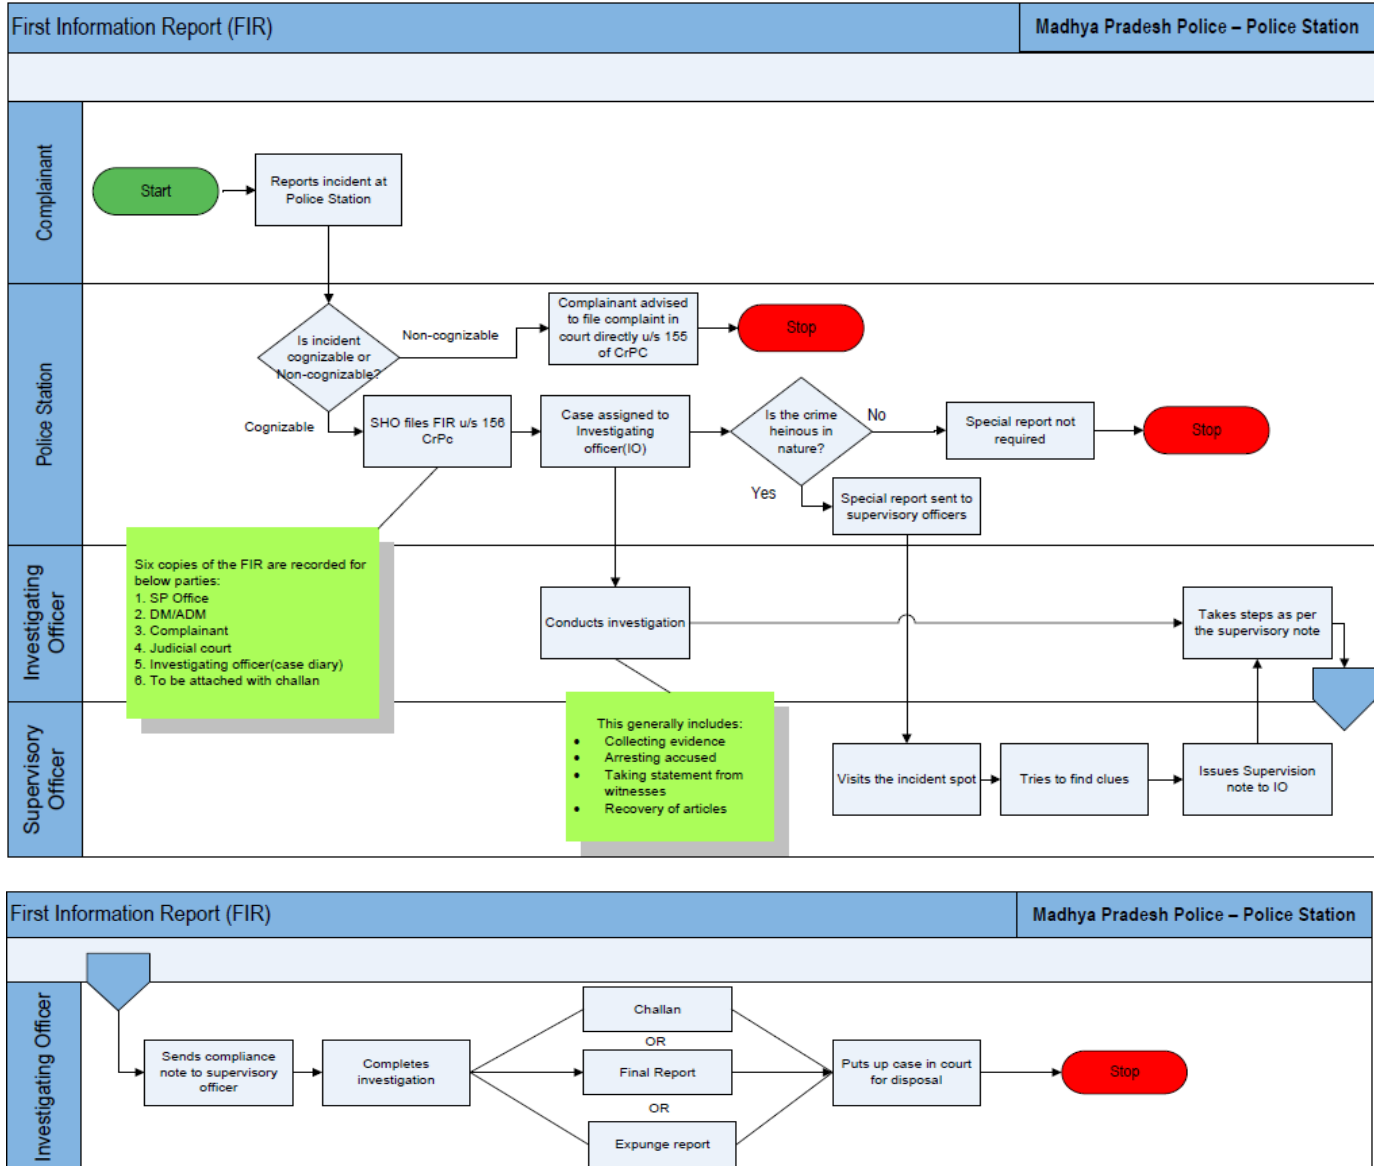 First Information Report (FIR)
Madhya Pradesh Police – Police Station
Complainant
Start
Reports incident at
Police Station
Police Station
Is incident
cognizable or
Non-cognizable?
Non-cognizable
Complainant advised
to file complaint in
court directly u/s 155
of CrPC
Stop
Cognizable
SHO files FIR u/s 156
CrPc
Case assigned to
Investigating
officer(IO)
Is the crime
heinous in
nature?
No
Special report not
required
Stop
Yes
Special report sent to
supervisory officers
Six copies of the FIR are recorded for
below parties:
1. SP Office
2. DM/ADM
3. Complainant
4. Judicial court
5. Investigating officer(case diary)
6. To be attached with challan
Investigating
Officer
Conducts investigation
Takes steps as per
the supervisory note
This generally includes:
• Collecting evidence
• Arresting accused
• Taking statement from
witnesses
• Recovery of articles
Supervisory
Officer
Visits the incident spot
Tries to find clues
Issues Supervision
note to IO
First Information Report (FIR)
Madhya Pradesh Police – Police Station
Investigating Officer
Sends compliance
note to supervisory
officer
Completes
investigation
Challan
OR
Final Report
OR
Expunge report
Puts up case in court
for disposal
Stop